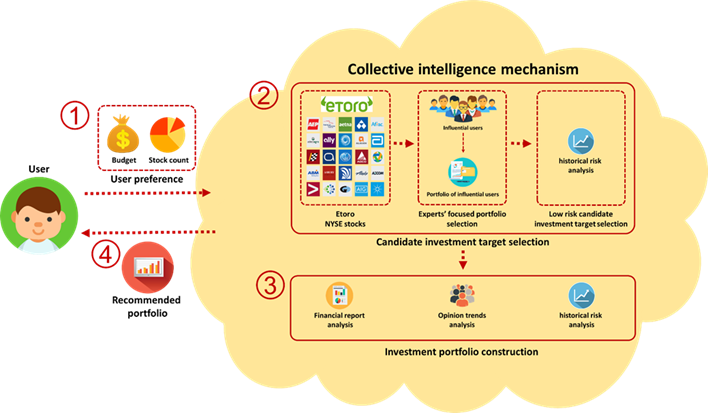 Collective intelligence mechanism
1
Budget
Stock count
User preference
User
2
etoro
AEP
ally
Etoro
NYSE stocks
Influential users
Portfolio of influential users
Experts' focused portfolio
selection
historical risk
analysis
Low risk candidate
investment target selection
Candidate investment target selection
3
Financial report
analysis
Opinion trends
analysis
historical risk
analysis
Investment portfolio construction
4
Recommended
portfolio